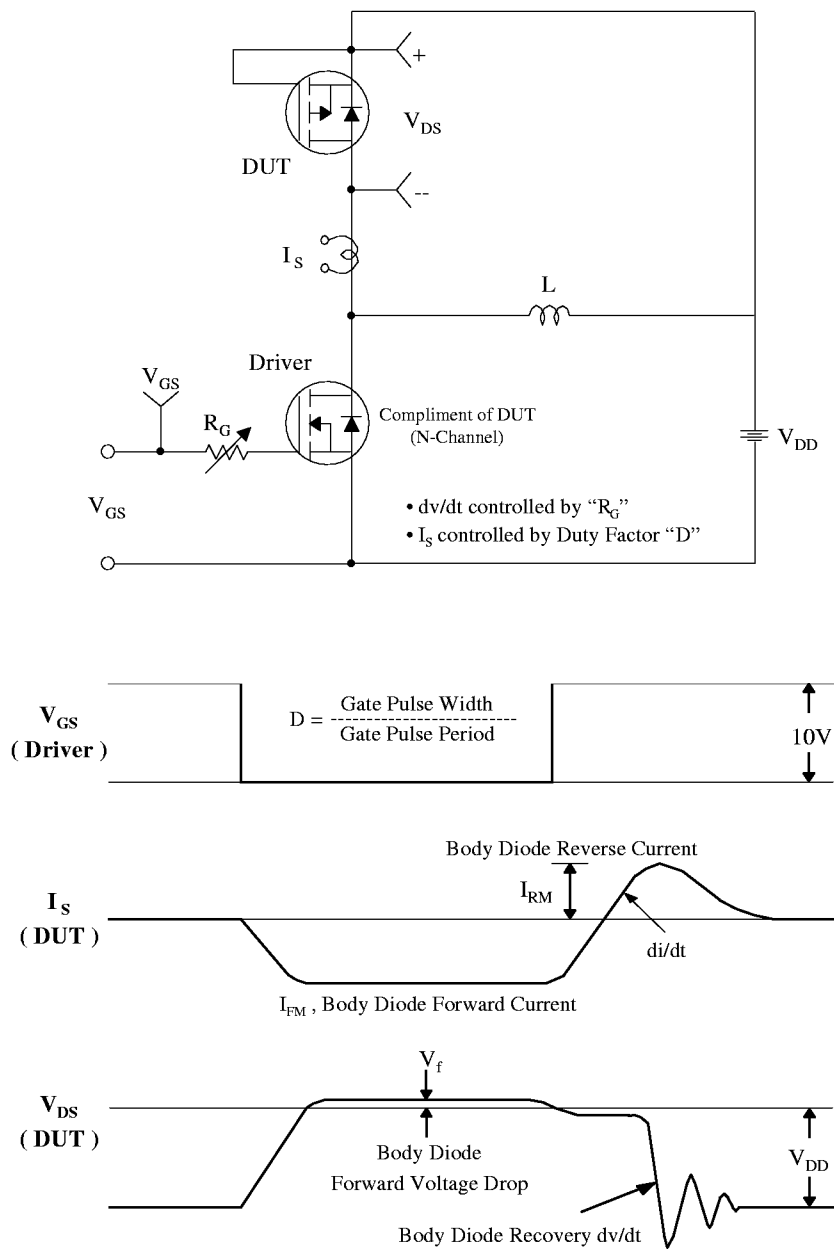 +
V_DS
DUT
--
I_S
L
Driver
V_GS
R_G
Compliment of DUT
(N-Channel)
V_DD
V_GS
• dv/dt controlled by “R_G”
• I_S controlled by Duty Factor “D”
V_GS
( Driver )
D = Gate Pulse Width
--------------------------
Gate Pulse Period
10V
Body Diode Reverse Current
I_S
( DUT )
I_RM
di/dt
I_FM , Body Diode Forward Current
V_f
V_DS
( DUT )
Body Diode
Forward Voltage Drop
V_DD
Body Diode Recovery dv/dt